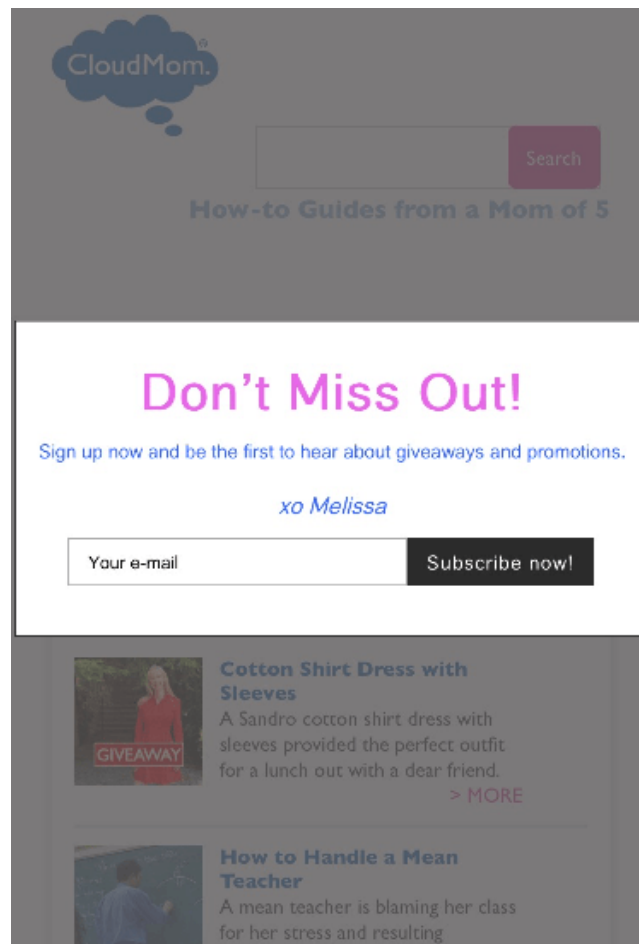 CloudMom.®
Search
How-to Guides from a Mom of 5
Don't Miss Out!
Sign up now and be the first to hear about giveaways and promotions.
xo Melissa
Your e-mail
Subscribe now!
Cotton Shirt Dress with
Sleeves
A Sandro cotton shirt dress with
sleeves provided the perfect outfit
for a lunch out with a dear friend.
> MORE
GIVEAWAY
How to Handle a Mean
Teacher
A mean teacher is blaming her class
for her stress and resulting